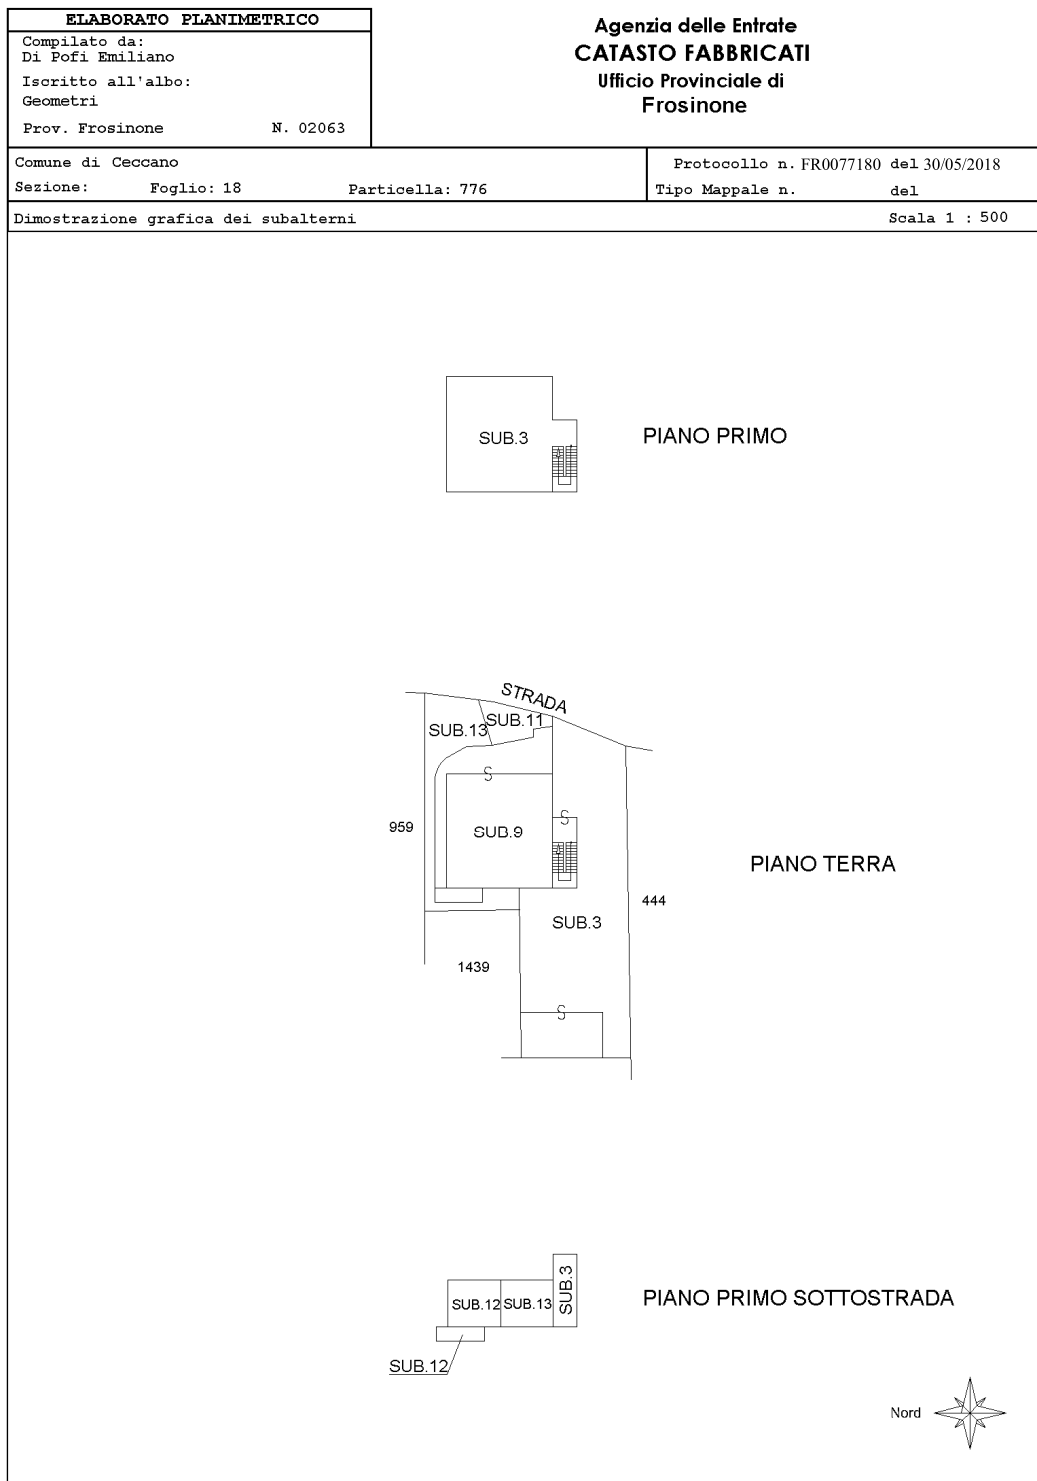 ELABORATO PLANIMETRICO
Compilato da:
Di Pofi Emiliano
Iscritto all'albo:
Geometri
Prov. Frosinone N. 02063
Agenzia delle Entrate
CATASTO FABBRICATI
Ufficio Provinciale di
Frosinone
Comune di Ceccano
Sezione: Foglio: 18 Particella: 776
Protocollo n. FR0077180 del 30/05/2018
Tipo Mappale n. del
Dimostrazione grafica dei subalterni Scala 1 : 500
SUB.3
PIANO PRIMO
STRADA
SUB.11
SUB.13
S
S
959
SUB.9
PIANO TERRA
444
SUB.3
1439
S
SUB.3
SUB.12
SUB.13
PIANO PRIMO SOTTOSTRADA
SUB.12
Nord